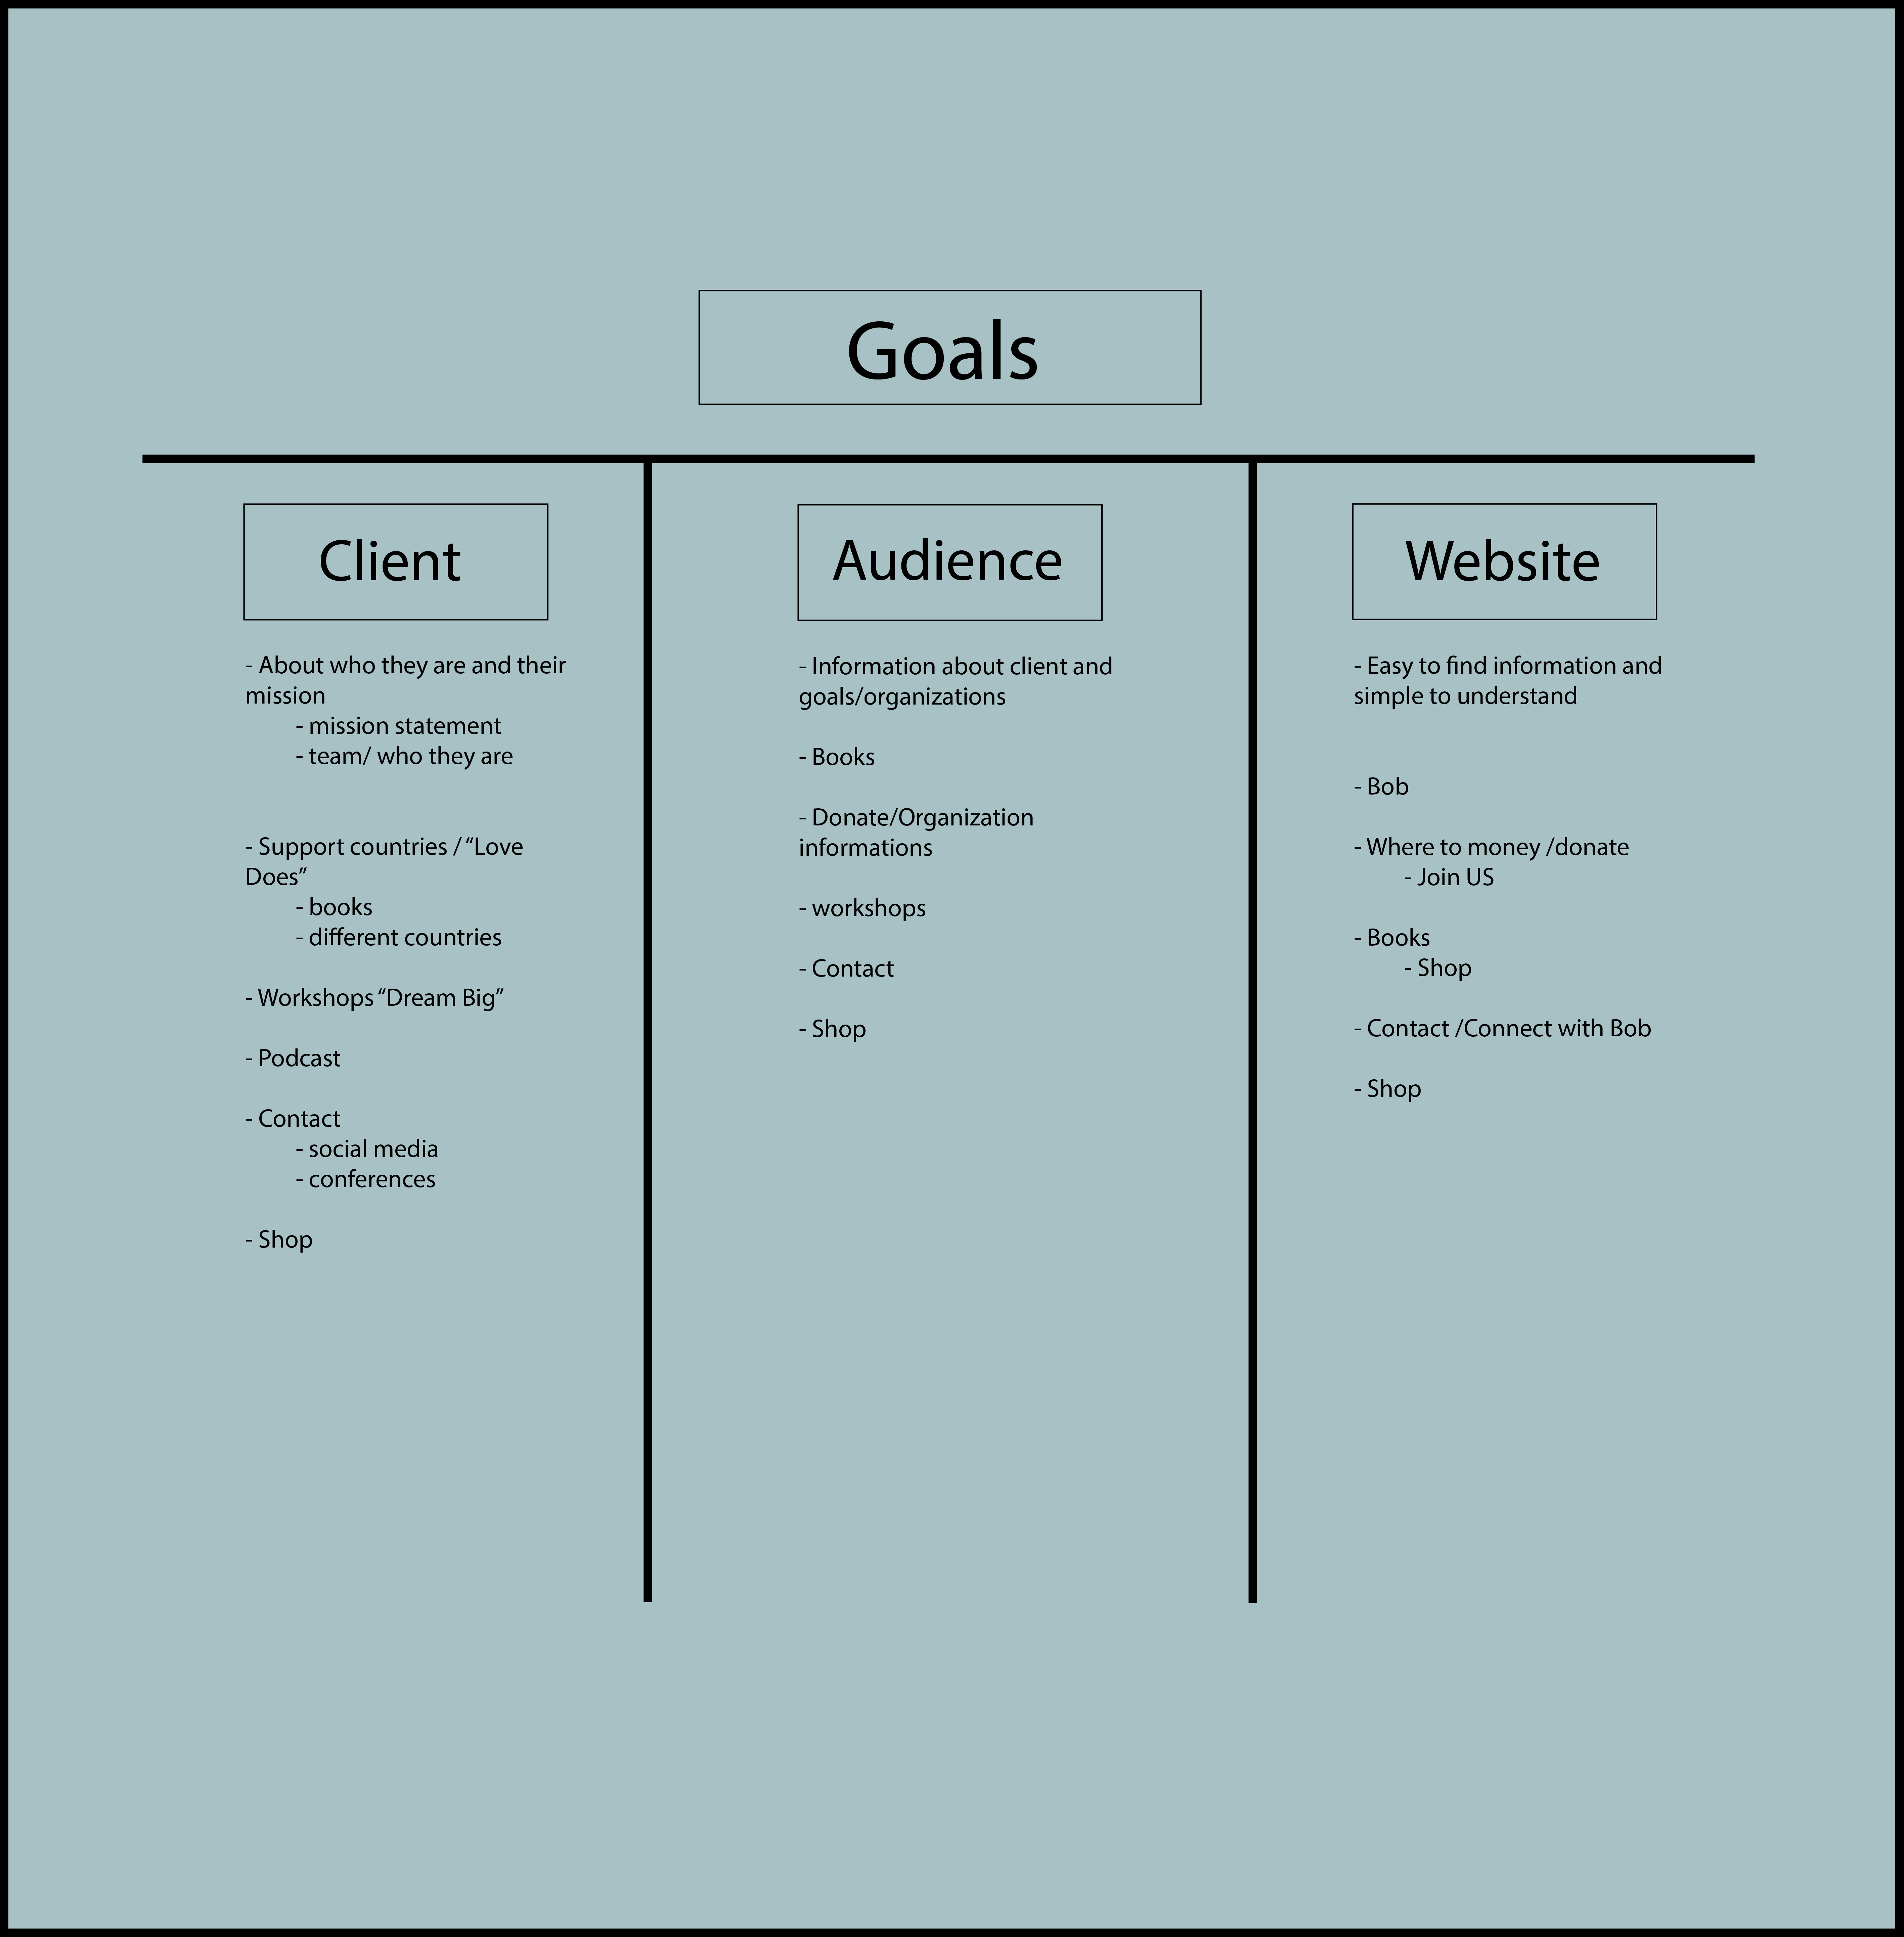 Goals
Client
- About who they are and their
mission
- mission statement
- team/ who they are
- Support countries / “Love
Does”
- books
- different countries
- Workshops “Dream Big”
- Podcast
- Contact
- social media
- conferences
- Shop
Audience
- Information about client and
goals/organizations
- Books
- Donate/Organization
informations
- workshops
- Contact
- Shop
Website
- Easy to find information and
simple to understand
- Bob
- Where to money /donate
- Join US
- Books
- Shop
- Contact /Connect with Bob
- Shop